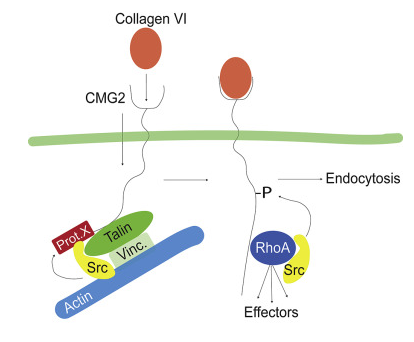 Collagen VI
CMG2
P
Endocytosis
Prot.X
Talin
Vinc.
Src
Actin
RhoA
Src
Effectors